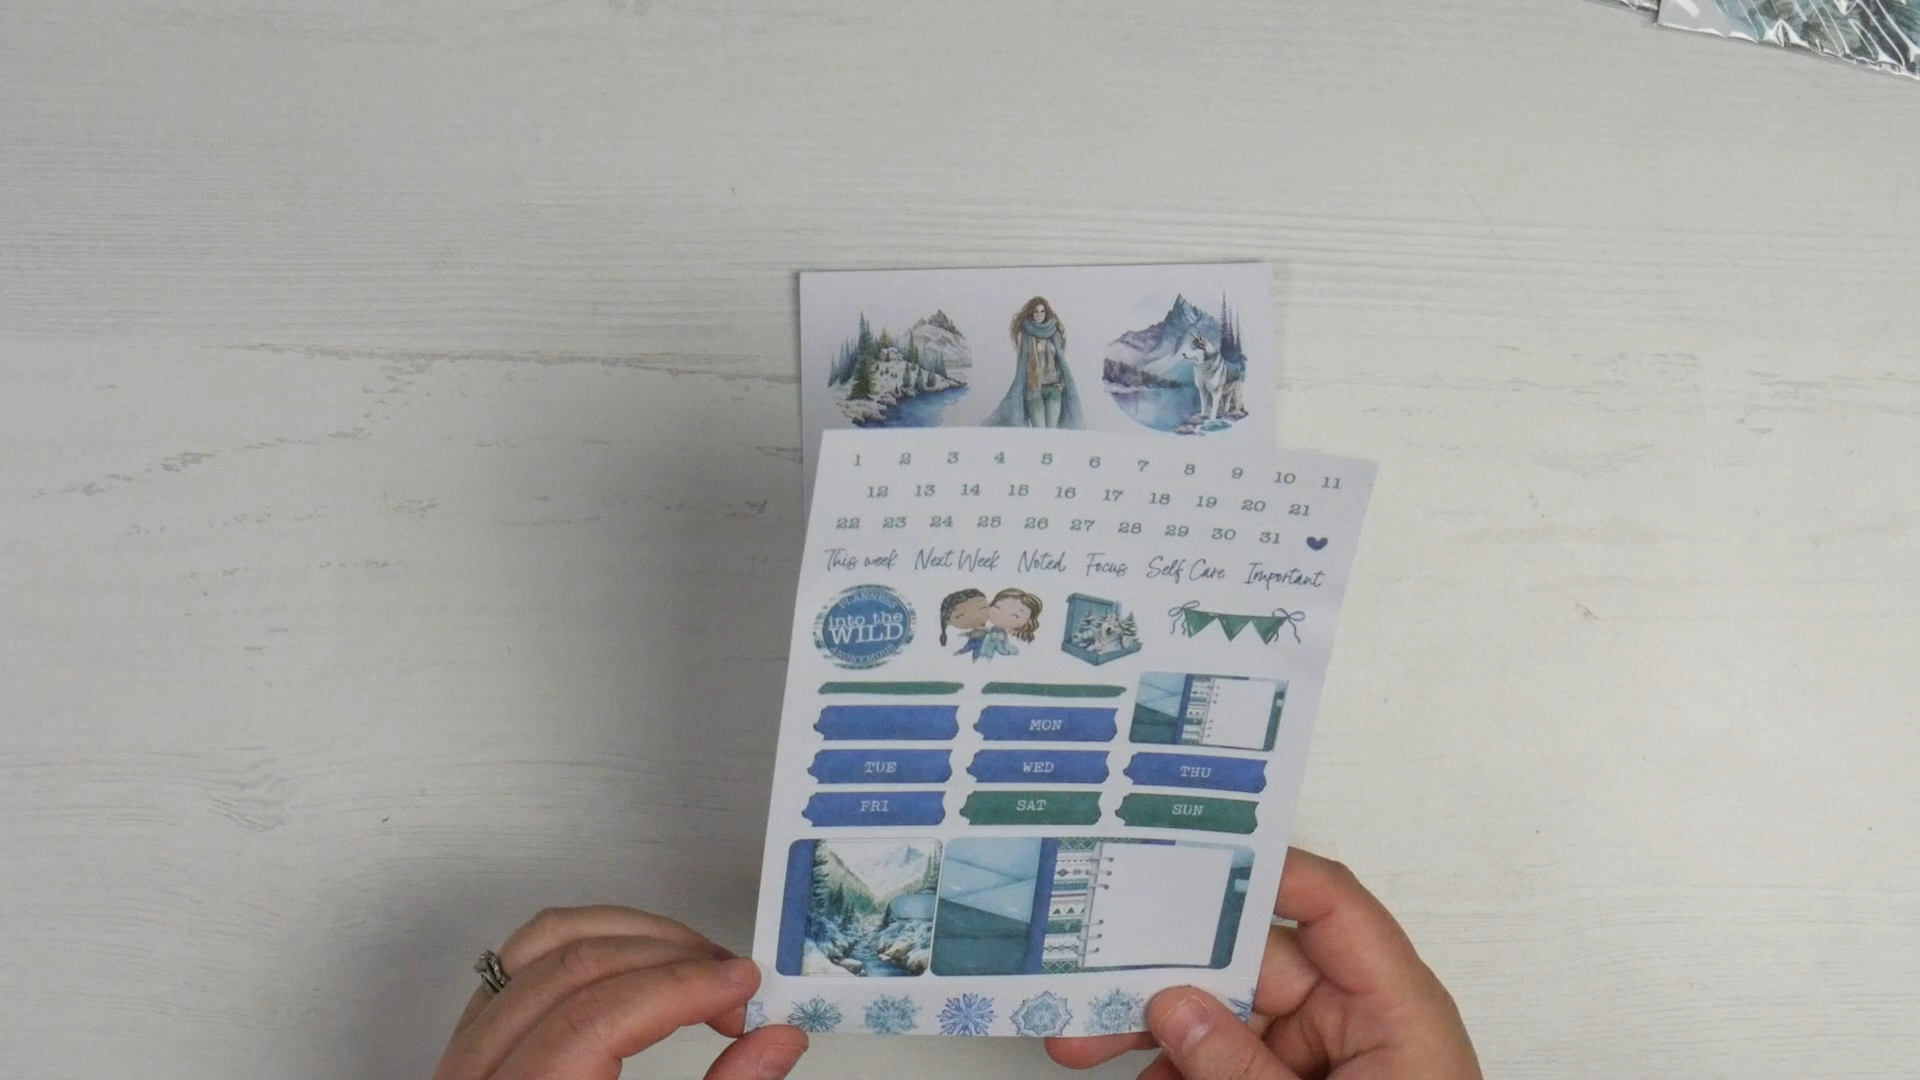 1 2 3 4 5 6 7 8 9 10 11
12 13 14 15 16 17 18 19 20 21
22 23 24 25 26 27 28 29 30 31
This week Next Week Noted Focus Self Care Important
PLANNERS
into the
WILD
ANONYMOUS
MON
TUE WED THU
FRI SAT SUN